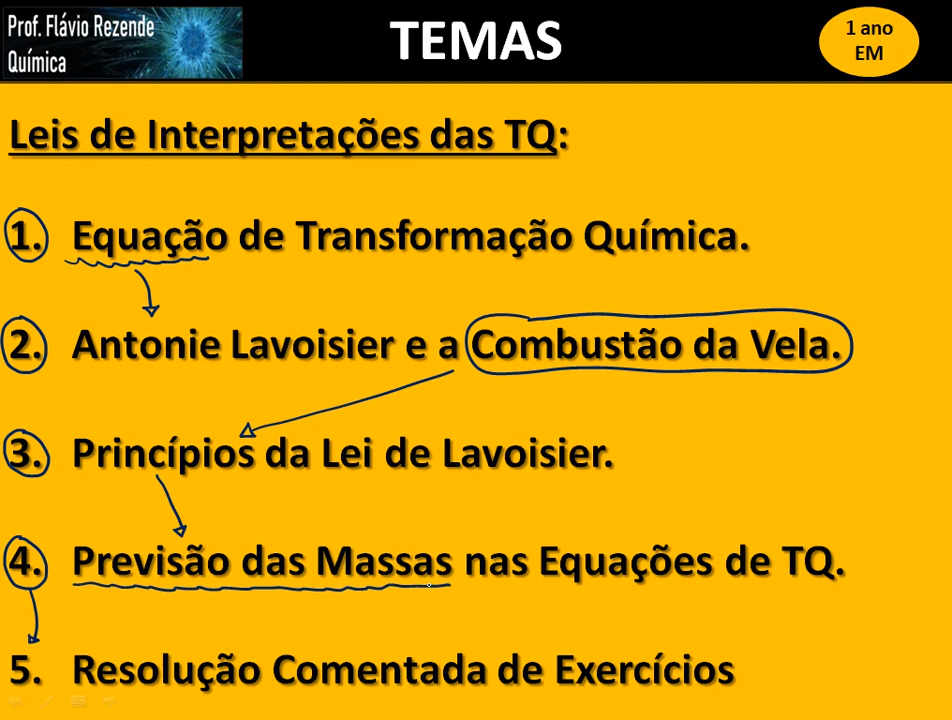 Prof. Flávio Rezende
Química
TEMAS
1 ano
EM
Leis de Interpretações das TQ:
1. Equação de Transformação Química.
2. Antonie Lavoisier e a Combustão da Vela.
3. Princípios da Lei de Lavoisier.
4. Previsão das Massas nas Equações de TQ.
5. Resolução Comentada de Exercícios